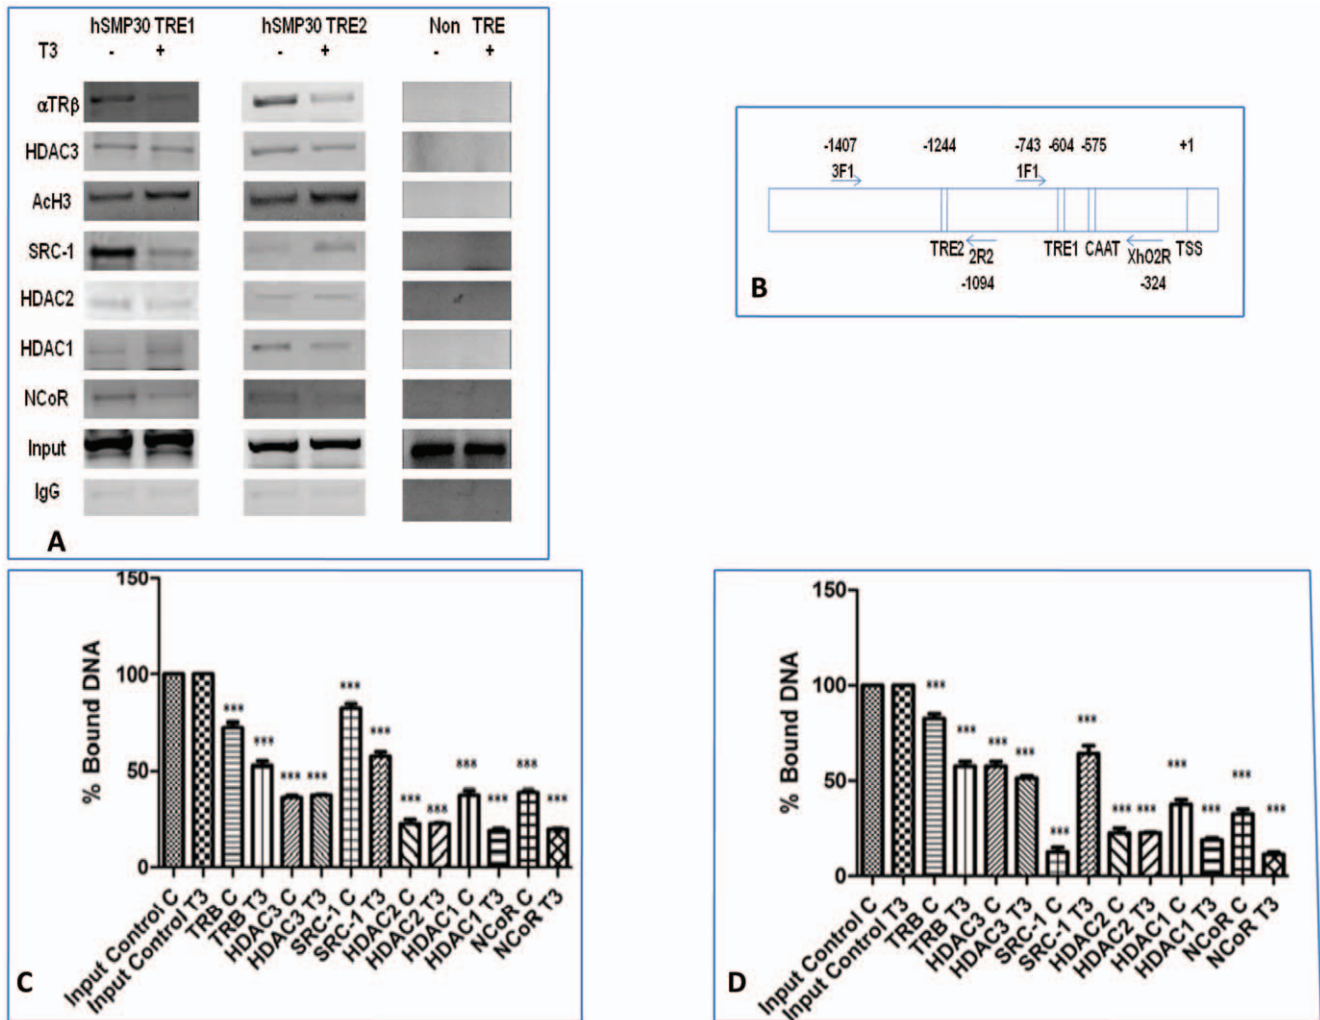 hSMP30 TRE1 hSMP30 TRE2 Non TRE
T3 - + - + - +
αTRβ
HDAC3
AcH3
SRC-1
HDAC2
HDAC1
NCoR
Input
IgG
A
-1407 -1244 -743 -604 -575 +1
3F1 1F1
TRE2 2R2 TRE1 CAAT XhO2R TSS
-1094 -324
B
% Bound DNA
150
100
50
0
*** *** *** *** *** *** *** *** *** *** *** ***
Input Control C
Input Control T3
TRB C
TRB T3
HDAC3 C
HDAC3 T3
SRC-1 C
SRC-1 T3
HDAC2 C
HDAC2 T3
HDAC1 C
HDAC1 T3
NCoR C
NCoR T3
C
% Bound DNA
150
100
50
0
*** *** *** *** *** *** *** *** *** *** *** ***
Input Control C
Input Control T3
TRB C
TRB T3
HDAC3 C
HDAC3 T3
SRC-1 C
SRC-1 T3
HDAC2 C
HDAC2 T3
HDAC1 C
HDAC1 T3
NCoR C
NCoR T3
D